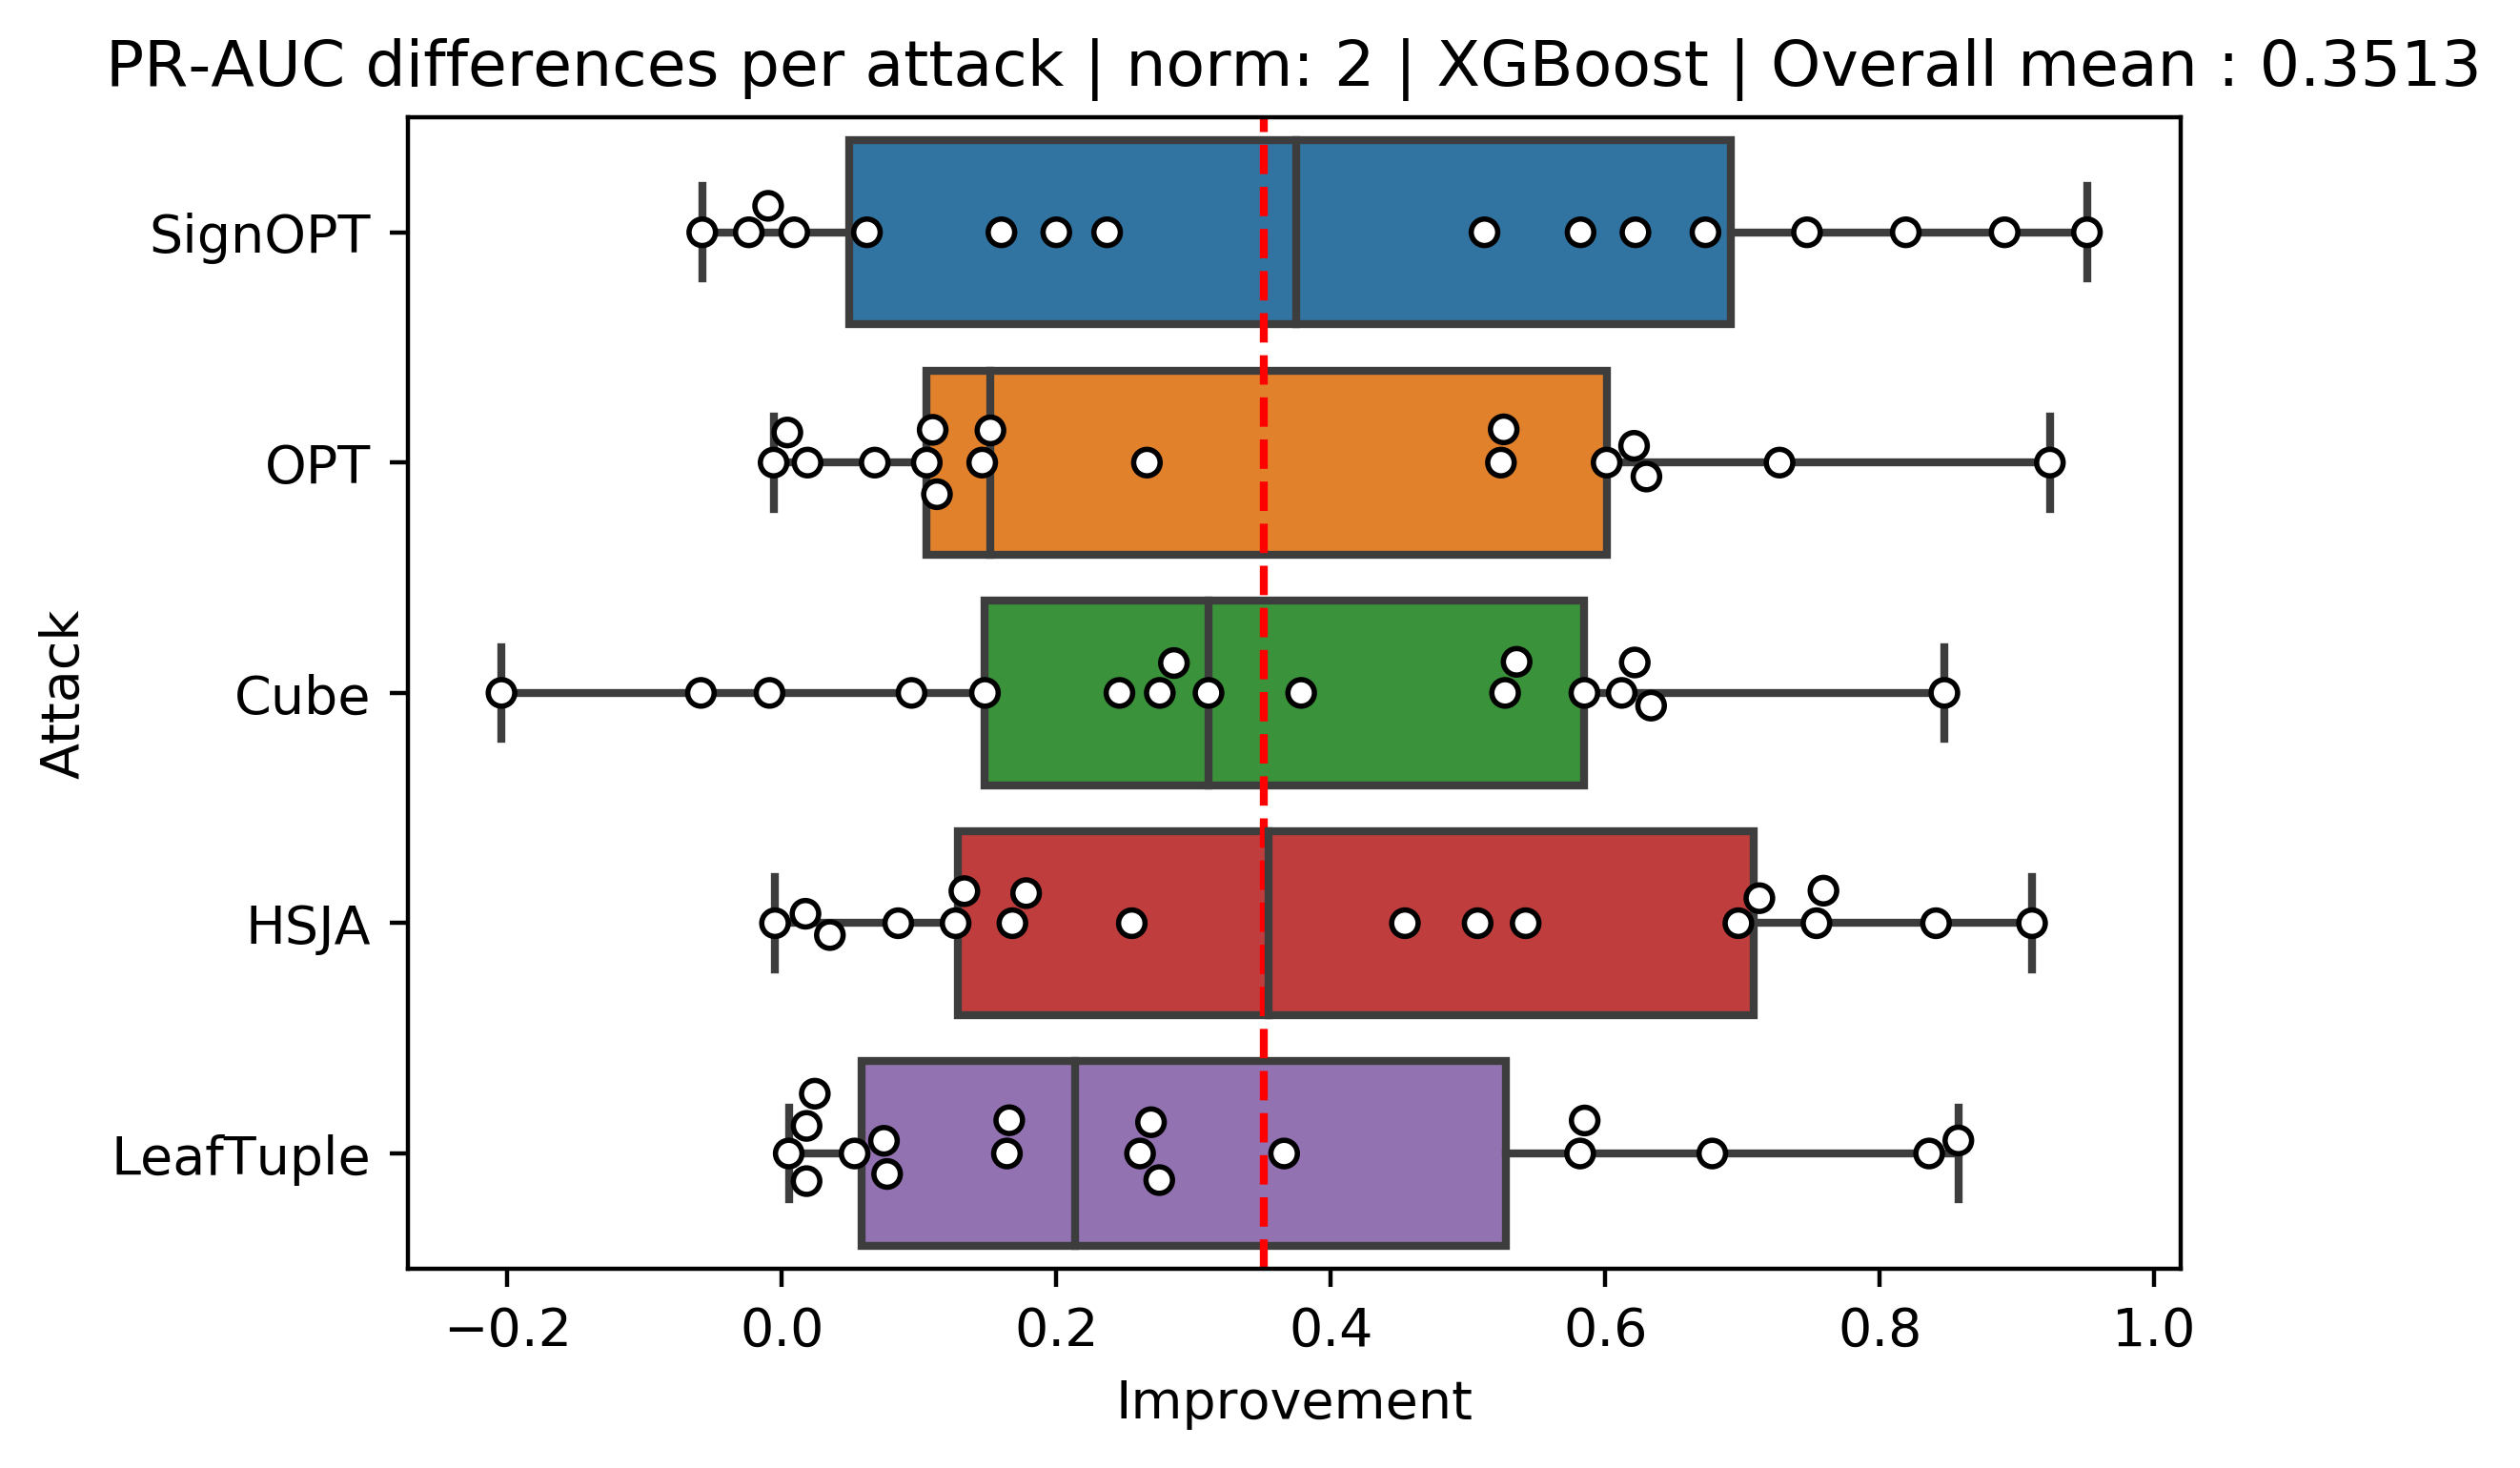 PR-AUC differences per attack | norm: 2 | XGBoost | Overall mean : 0.3513
SignOPT
OPT
Cube
HSJA
LeafTuple
Attack
−0.2 0.0 0.2 0.4 0.6 0.8 1.0
Improvement